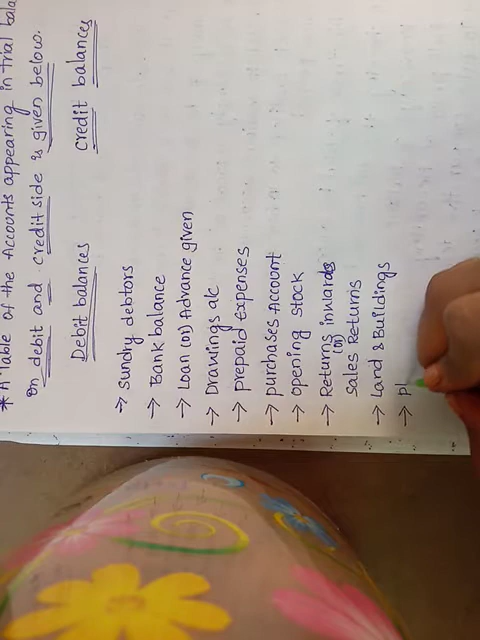 * A Table of the Accounts appearing in trial
on debit and credit side is given below.
Debit balances
credit balances
→ sundry debtors
→ Bank balance
→ Loan (or) Advance given
→ Drawings a/c
→ prepaid expenses
→ purchases Account
→ opening stock
→ Returns inwards
(or)
sales Returns
→ Land & Buildings
→ pl